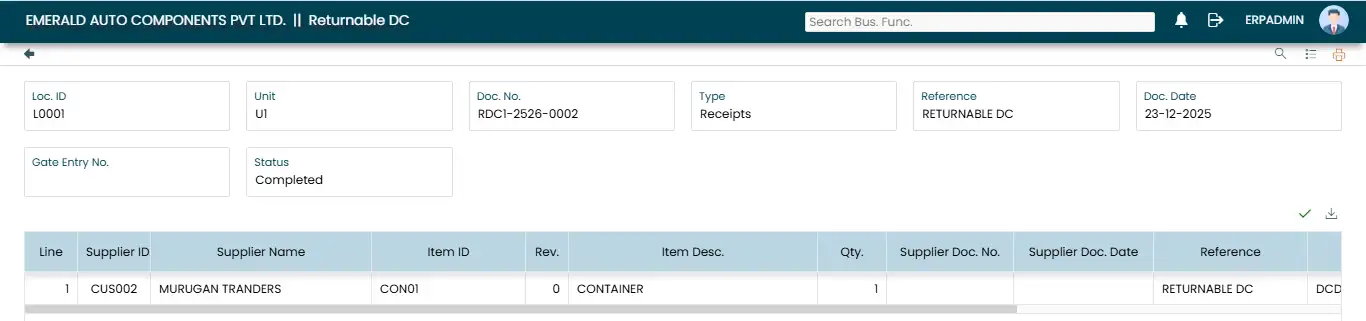 EMERALD AUTO COMPONENTS PVT LTD. || Returnable DC Search Bus. Func. ERPADMIN
Loc. ID Unit Doc. No. Type Reference Doc. Date
L0001 U1 RDC1-2526-0002 Receipts RETURNABLE DC 23-12-2025
Gate Entry No. Status
Completed
Line Supplier ID Supplier Name Item ID Rev. Item Desc. Qty. Supplier Doc. No. Supplier Doc. Date Reference
1 CUS002 MURUGAN TRANDERS CON01 0 CONTAINER 1 RETURNABLE DC DCD